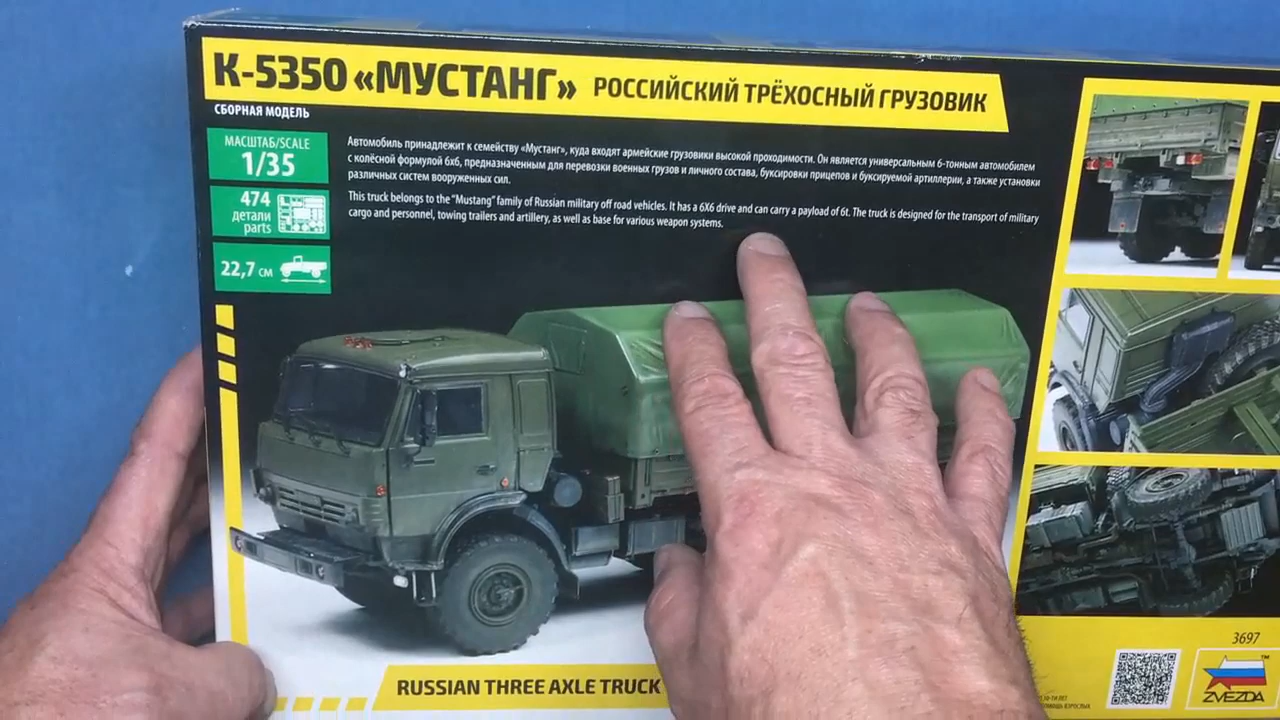 К-5350 «МУСТАНГ» РОССИЙСКИЙ ТРЁХОСНЫЙ ГРУЗОВИК
СБОРНАЯ МОДЕЛЬ
МАСШТАБ/SCALE
1/35
474
детали
parts
22,7 см
Автомобиль принадлежит к семейству «Мустанг», куда входят армейские грузовики высокой проходимости. Он является универсальным 6-тонным автомобилем
с колёсной формулой 6х6, предназначенным для перевозки военных грузов и личного состава, буксировки прицепов и буксируемой артиллерии, а также установки
различных систем вооруженных сил.
This truck belongs to the "Mustang" family of Russian military off road vehicles. It has a 6X6 drive and can carry a payload of 6t. The truck is designed for the transport of military
cargo and personnel, towing trailers and artillery, as well as base for various weapon systems.
RUSSIAN THREE AXLE TRUCK
3697
ZVEZDA™